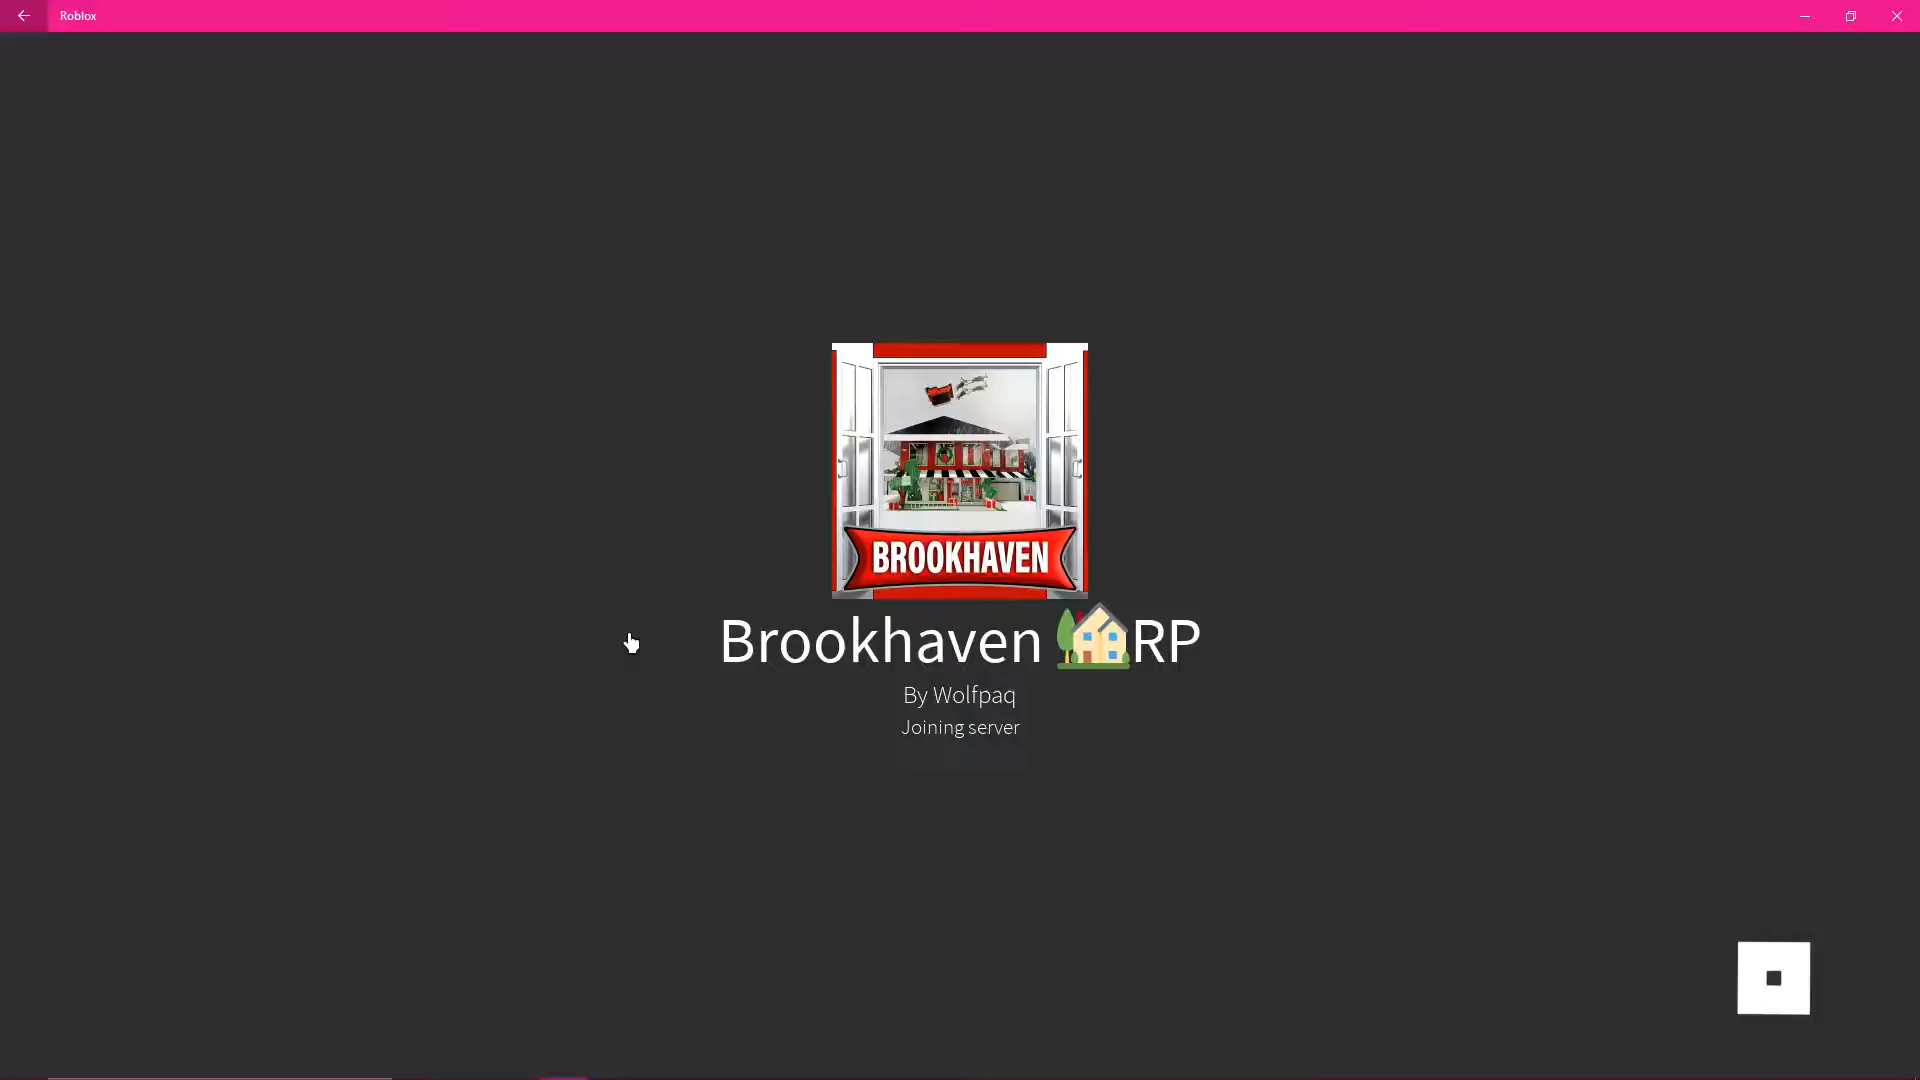 Roblox
BROOKHAVEN
Brookhaven 🏡RP
By Wolfpaq
Joining server